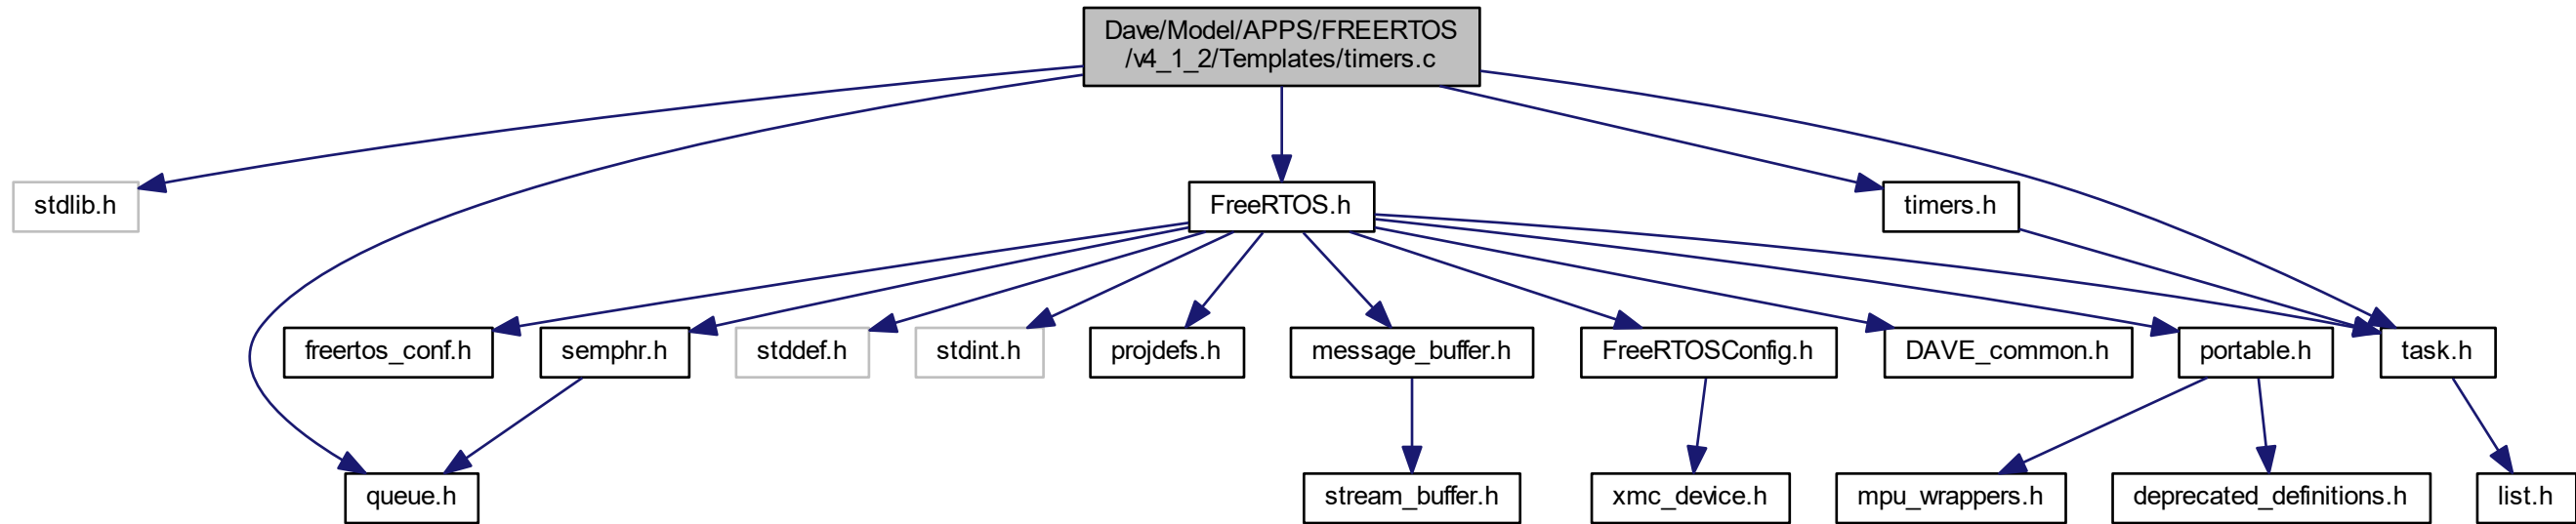 Dave/Model/APPS/FREERTOS
/v4_1_2/Templates/timers.c
stdlib.h
FreeRTOS.h
timers.h
freertos_conf.h
semphr.h
stddef.h
stdint.h
projdefs.h
message_buffer.h
FreeRTOSConfig.h
DAVE_common.h
portable.h
task.h
queue.h
stream_buffer.h
xmc_device.h
mpu_wrappers.h
deprecated_definitions.h
list.h